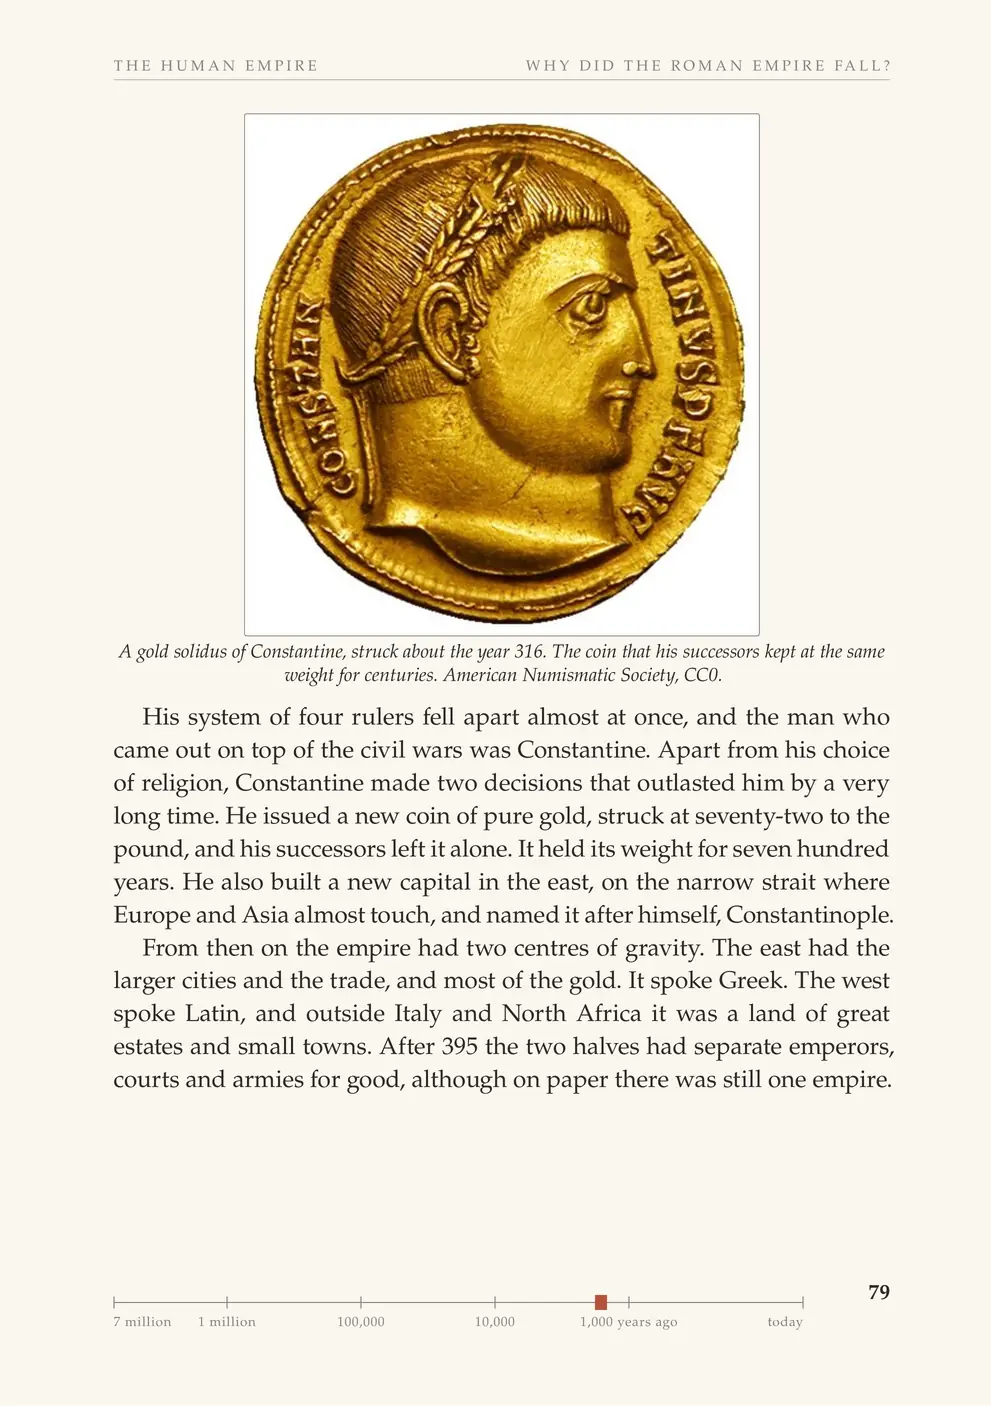 THE HUMAN EMPIRE
WHY DID THE ROMAN EMPIRE FALL?
CONSTAN
TINVSPFAVG
A gold solidus of Constantine, struck about the year 316. The coin that his successors kept at the same
weight for centuries. American Numismatic Society, CC0.
His system of four rulers fell apart almost at once, and the man who
came out on top of the civil wars was Constantine. Apart from his choice
of religion, Constantine made two decisions that outlasted him by a very
long time. He issued a new coin of pure gold, struck at seventy-two to the
pound, and his successors left it alone. It held its weight for seven hundred
years. He also built a new capital in the east, on the narrow strait where
Europe and Asia almost touch, and named it after himself, Constantinople.
From then on the empire had two centres of gravity. The east had the
larger cities and the trade, and most of the gold. It spoke Greek. The west
spoke Latin, and outside Italy and North Africa it was a land of great
estates and small towns. After 395 the two halves had separate emperors,
courts and armies for good, although on paper there was still one empire.
79
7 million 1 million 100,000 10,000 1,000 years ago today